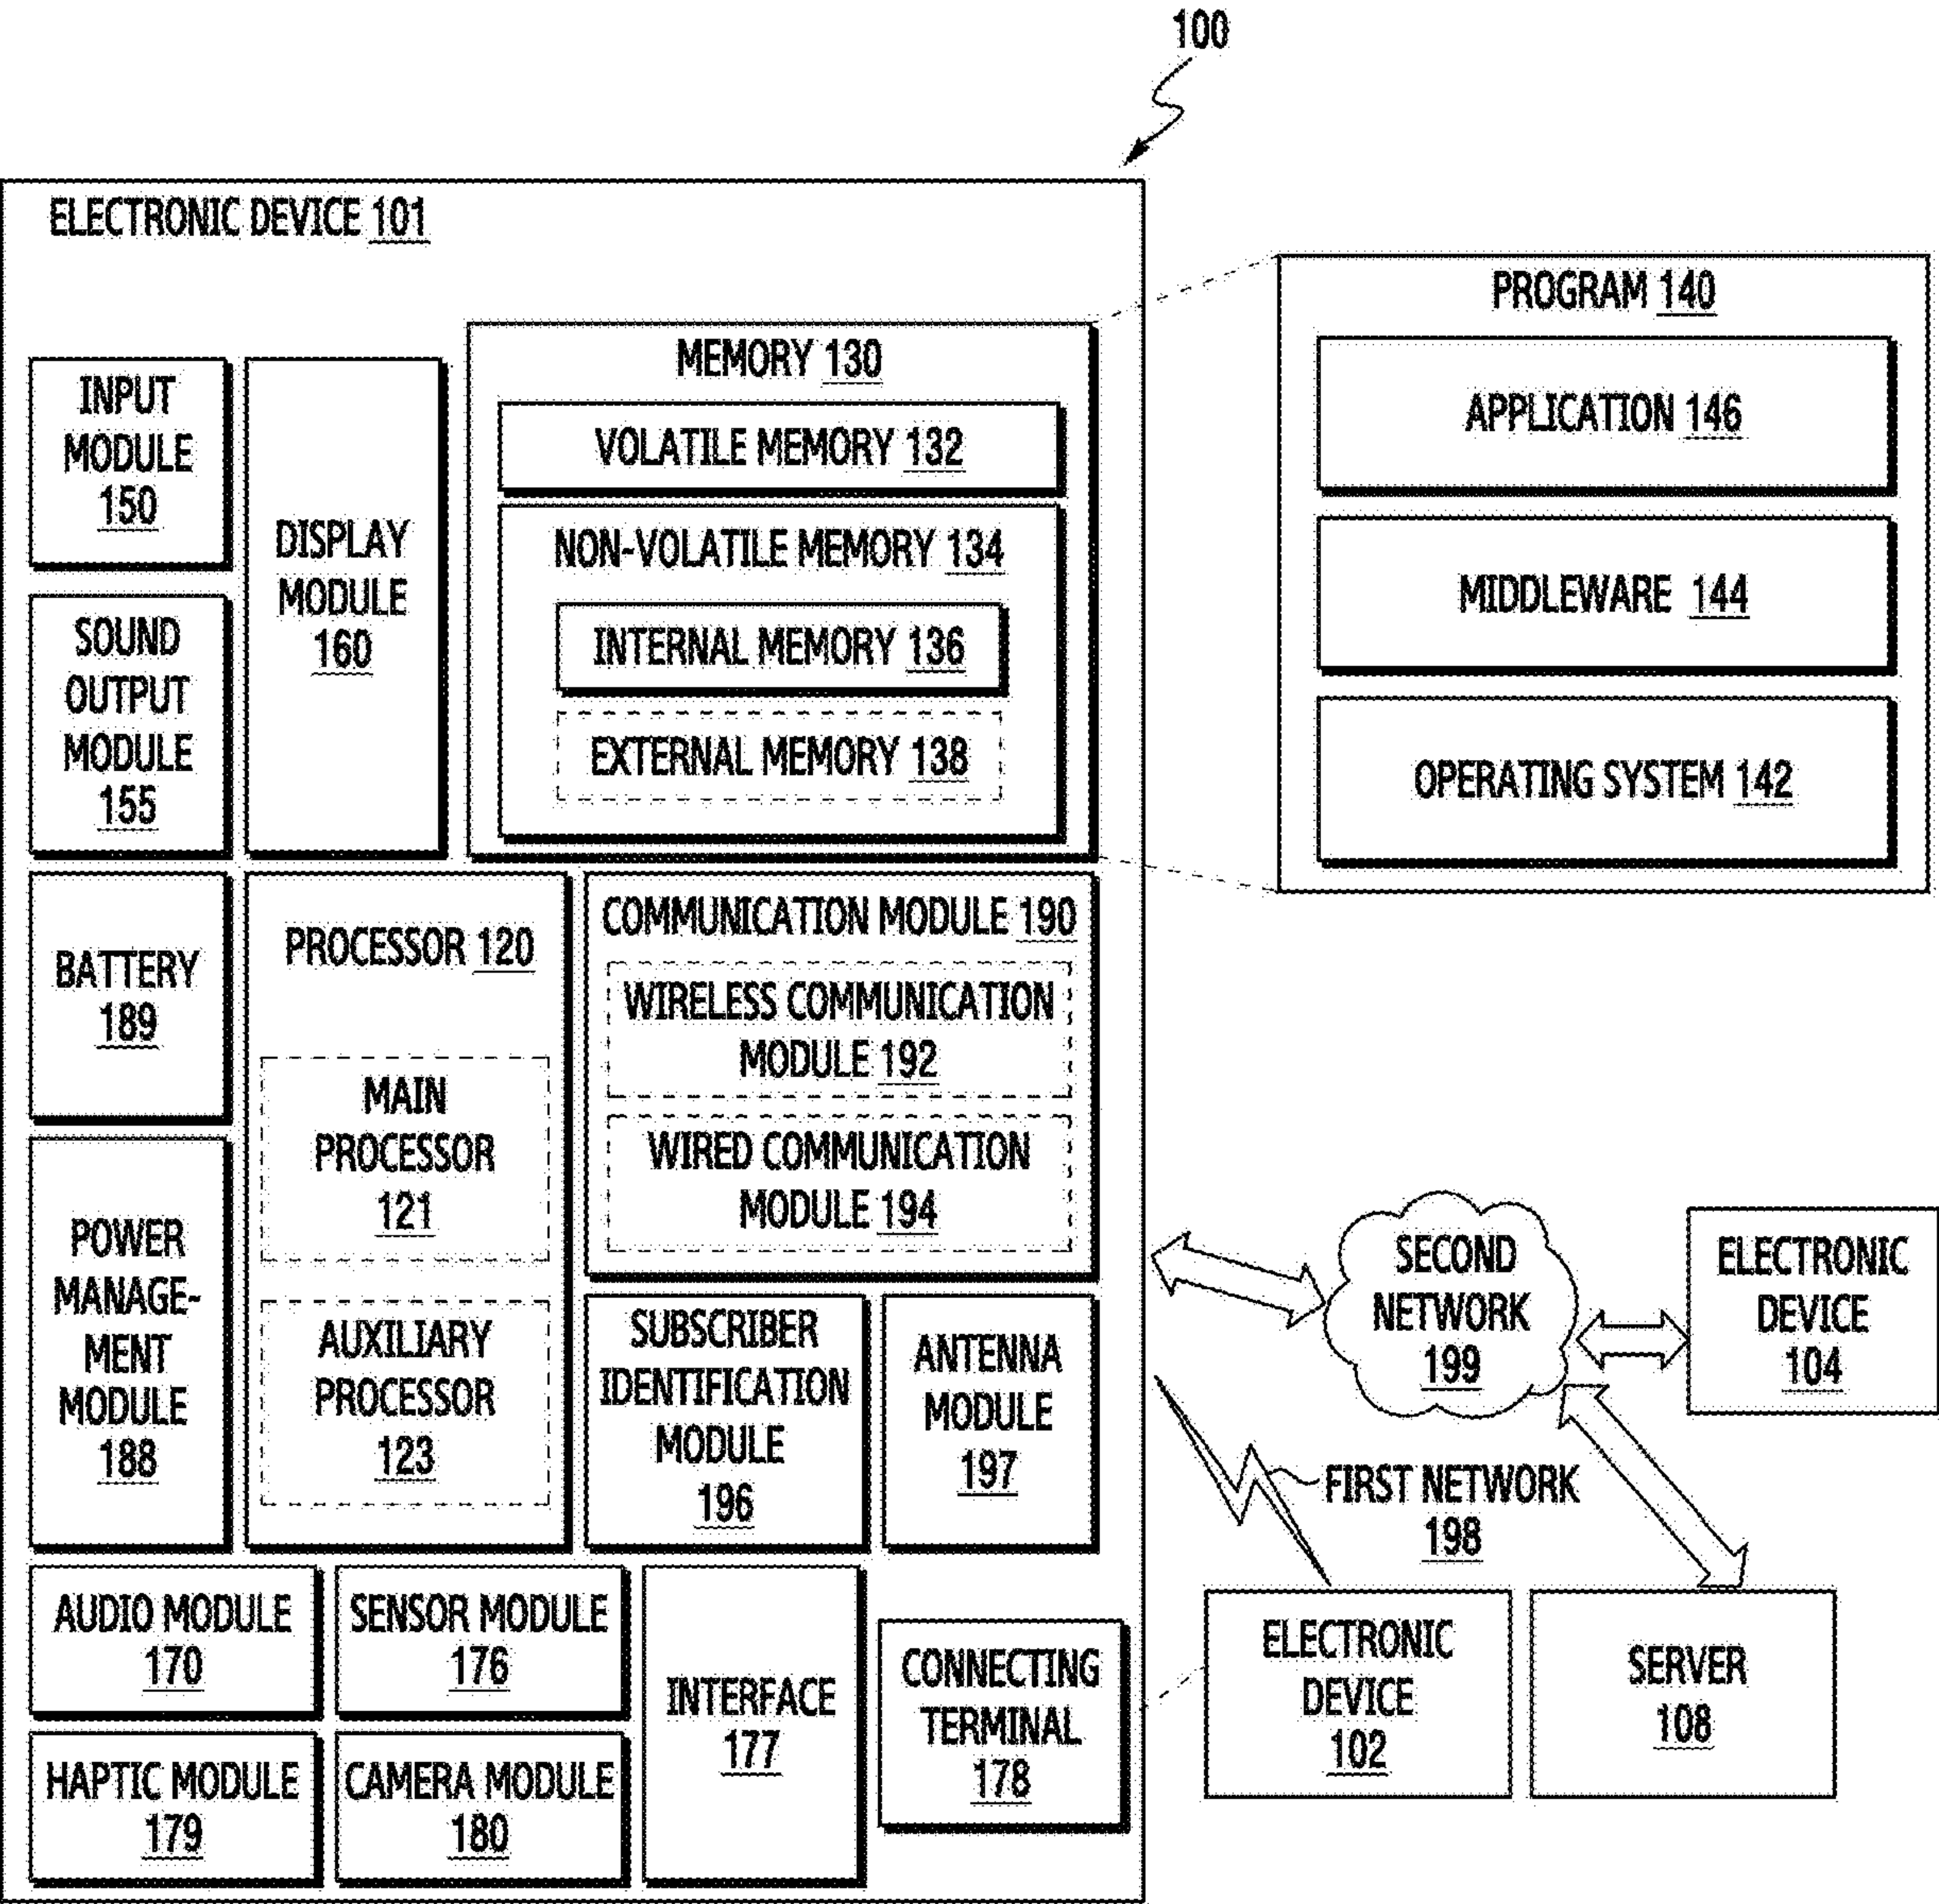 100
ELECTRONIC DEVICE 101
INPUT
MODULE
150
SOUND
OUTPUT
MODULE
155
DISPLAY
MODULE
160
MEMORY 130
VOLATILE MEMORY 132
NON-VOLATILE MEMORY 134
INTERNAL MEMORY 136
EXTERNAL MEMORY 138
PROGRAM 140
APPLICATION 146
MIDDLEWARE 144
OPERATING SYSTEM 142
BATTERY
189
POWER
MANAGE-
MENT
MODULE
188
PROCESSOR 120
MAIN
PROCESSOR
121
AUXILIARY
PROCESSOR
123
COMMUNICATION MODULE 190
WIRELESS COMMUNICATION
MODULE 192
WIRED COMMUNICATION
MODULE 194
SUBSCRIBER
IDENTIFICATION
MODULE
196
ANTENNA
MODULE
197
SECOND
NETWORK
199
ELECTRONIC
DEVICE
104
FIRST NETWORK
198
AUDIO MODULE
170
SENSOR MODULE
176
INTERFACE
177
CONNECTING
TERMINAL
178
HAPTIC MODULE
179
CAMERA MODULE
180
ELECTRONIC
DEVICE
102
SERVER
108